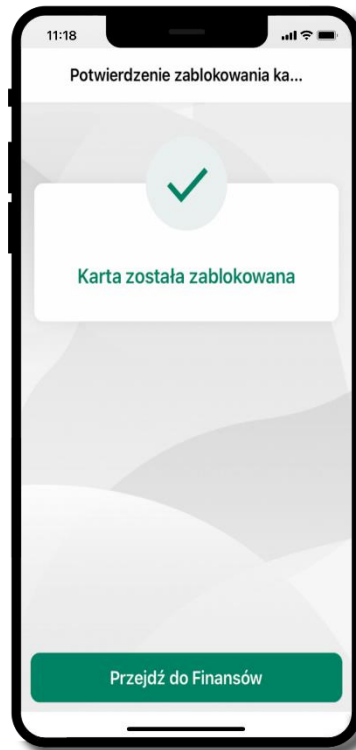 11:18
Potwierdzenie zablokowania ka...
Karta została zablokowana
Przejdź do Finansów